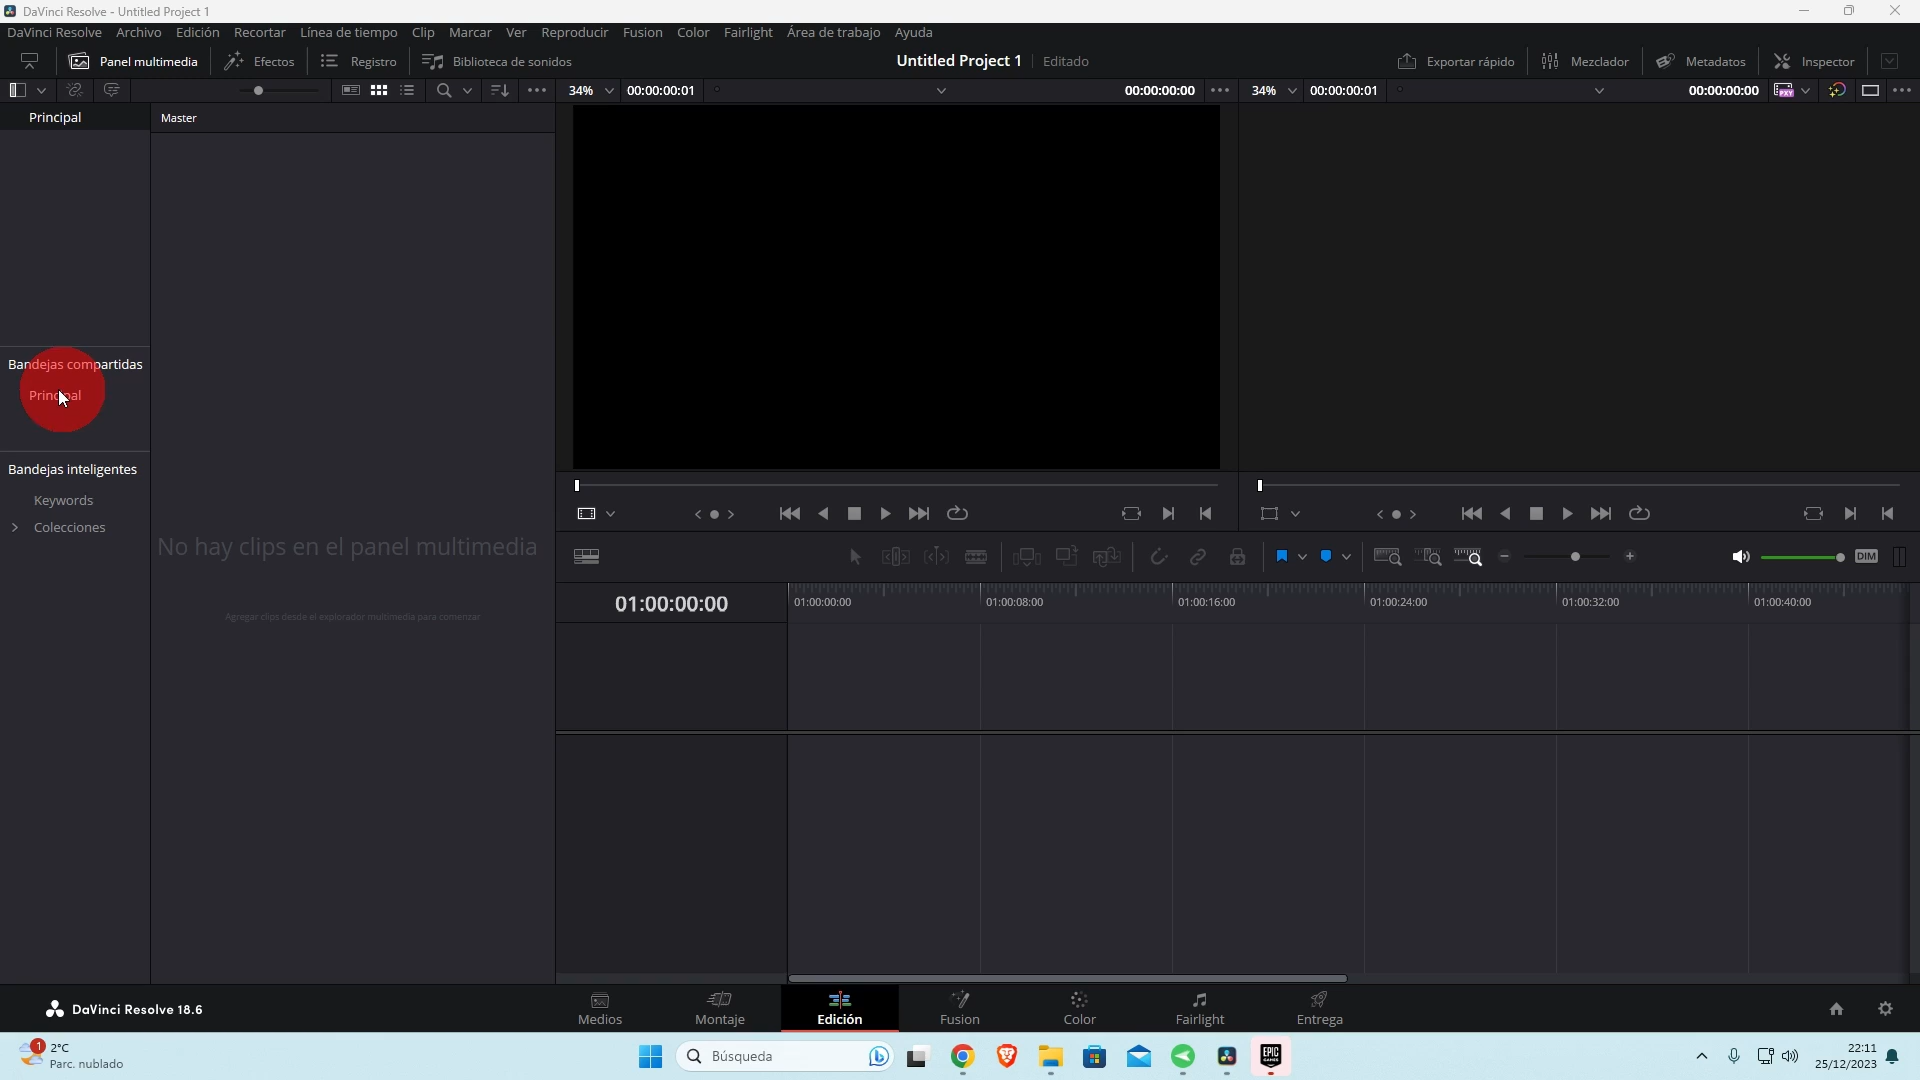 DaVinci Resolve - Untitled Project 1
DaVinci Resolve Archivo Edición Recortar Línea de tiempo Clip Marcar Ver Reproducir Fusion Color Fairlight Área de trabajo Ayuda
Panel multimedia Efectos Registro Biblioteca de sonidos Untitled Project 1 Editado Exportar rápido Mezclador Metadatos Inspector
34% 00:00:00:01 00:00:00:00 34% 00:00:00:01 00:00:00:00 PXY
Principal Master
Bandejas compartidas
Principal
Bandejas inteligentes
Keywords
Colecciones
No hay clips en el panel multimedia
Agregar clips desde el explorador multimedia para comenzar
DIM
01:00:00:00 01:00:00:00 01:00:08:00 01:00:16:00 01:00:24:00 01:00:32:00 01:00:40:00
DaVinci Resolve 18.6
Medios Montaje Edición Fusion Color Fairlight Entrega
1 2°C
Parc. nublado
Búsqueda
EPIC
GAMES
22:11
25/12/2023